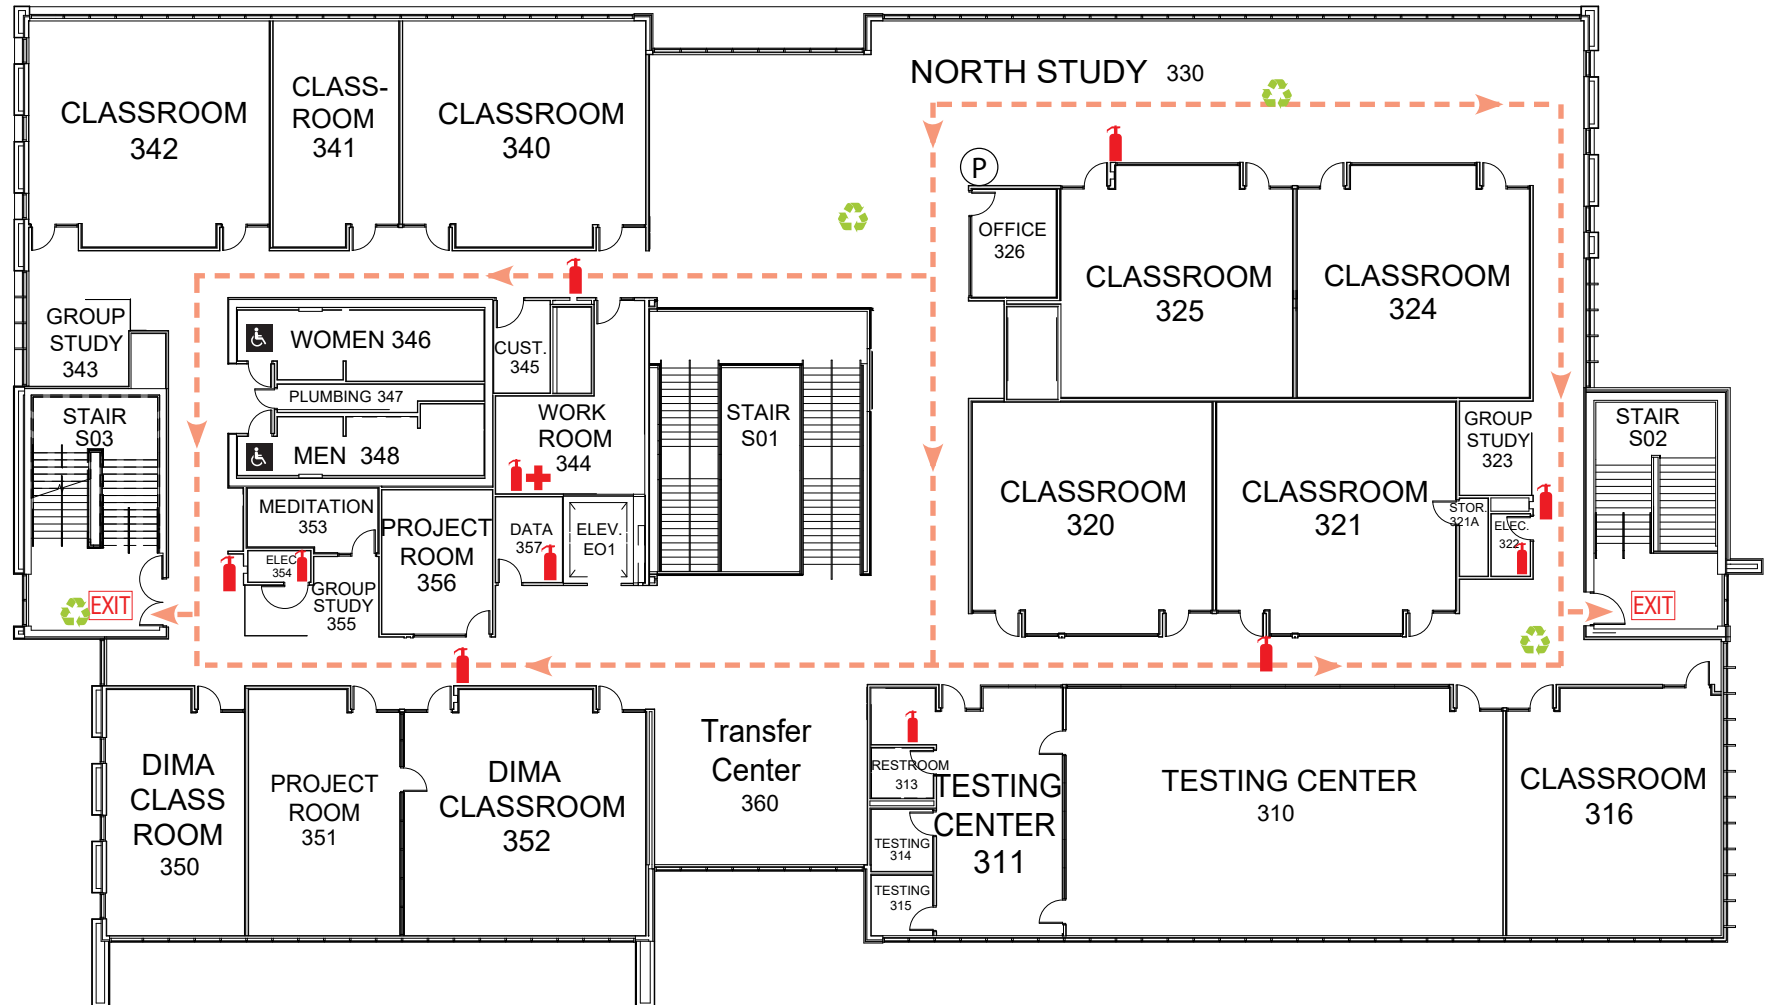 NORTH STUDY 330
CLASSROOM
342
CLASS-
ROOM
341
CLASSROOM
340
P
OFFICE
326
CLASSROOM
325
CLASSROOM
324
GROUP
STUDY
343
WOMEN 346
CUST.
345
PLUMBING 347
MEN 348
WORK
ROOM
344
STAIR
S03
STAIR
S01
GROUP
STUDY
323
STAIR
S02
CLASSROOM
320
CLASSROOM
321
STOR.
321A
ELEC.
322
MEDITATION
353
PROJECT
ROOM
356
DATA
357
ELEV.
EO1
ELEC
354
GROUP
STUDY
355
EXIT
EXIT
DIMA
CLASS
ROOM
350
PROJECT
ROOM
351
DIMA
CLASSROOM
352
Transfer
Center
360
RESTROOM
313
TESTING
314
TESTING
315
TESTING
CENTER
311
TESTING CENTER
310
CLASSROOM
316